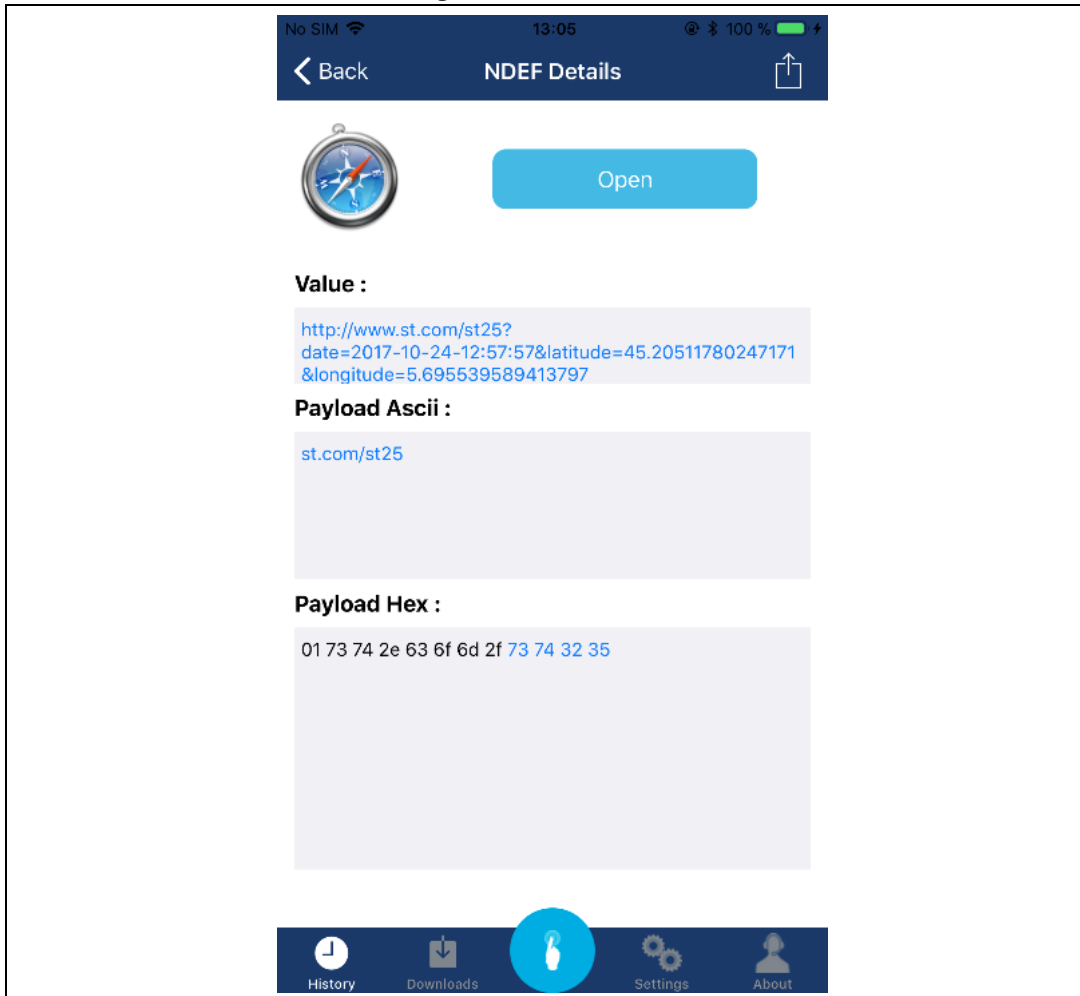 No SIM 13:05 100 %
Back NDEF Details
Open
Value :
http://www.st.com/st25?
date=2017-10-24-12:57:57&latitude=45.20511780247171
&longitude=5.695539589413797
Payload Ascii :
st.com/st25
Payload Hex :
01 73 74 2e 63 6f 6d 2f 73 74 32 35
History Downloads Settings About